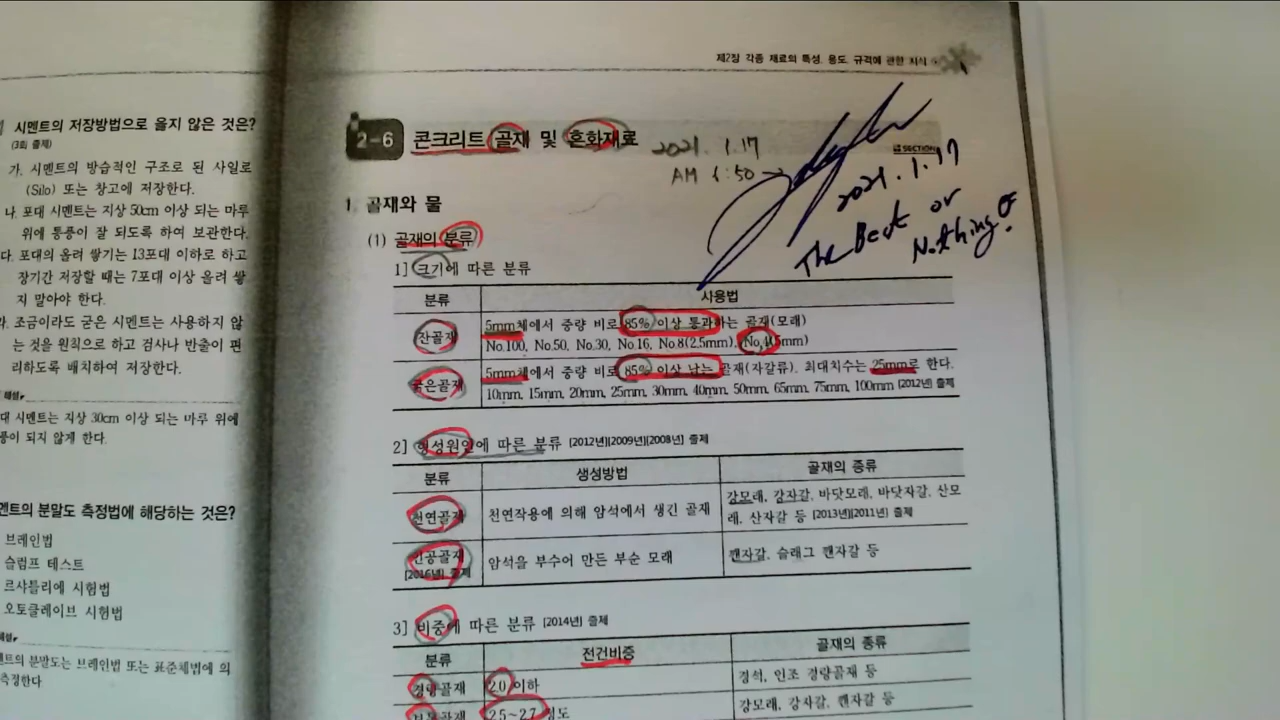 시멘트의 저장방법으로 옳지 않은 것은?
(3회 출제)
가. 시멘트의 방습적인 구조로 된 사일로
(Silo) 또는 창고에 저장한다.
나. 포대 시멘트는 지상 50cm 이상 되는 마루
위에 통풍이 잘 되도록 하여 보관한다.
다. 포대의 올려 쌓기는 13포대 이하로 하고
장기간 저장할 때는 7포대 이상 올려 쌓
지 말아야 한다.
라. 조금이라도 굳은 시멘트는 사용하지 않
는 것을 원칙으로 하고 검사나 반출이 편
리하도록 배치하여 저장한다.
대 시멘트는 지상 30cm 이상 되는 마루 위에
풍이 되지 않게 한다.
멘트의 분말도 측정법에 해당하는 것은?
브레인법
슬럼프 테스트
르샤틀리에 시험법
오토클레이브 시험법
멘트의 분말도는 브레인법 또는 표준체법에 의
측정한다
제2장 각종 재료의 특성, 용도, 규격에 관한 지식
2-6 콘크리트 골재 및 혼화재료
2021. 1.17
AM 1:50→
SECTION
2021.1.17
The Best or
Nothing
1. 골재와 물
(1) 골재의 분류
1] 크기에 따른 분류
분류 사용법
잔골재 5mm체에서 중량 비로 85% 이상 통과하는 골재(모래)
No.100, No.50, No.30, No.16, No.8(2.5mm), No.4(5mm)
굵은골재 5mm체에서 중량 비로 85% 이상 남는 골재(자갈류). 최대치수는 25mm로 한다.
10mm, 15mm, 20mm, 25mm, 30mm, 40mm, 50mm, 65mm, 75mm, 100mm [2012년] 출제
2] 형성원인에 따른 분류 [2012년][2009년][2008년] 출제
분류 생성방법 골재의 종류
천연골재 천연작용에 의해 암석에서 생긴 골재 강모래, 강자갈, 바닷모래, 바닷자갈, 산모
래, 산자갈 등 [2013년][2011년] 출제
인공골재 암석을 부수어 만든 부순 모래 깬자갈, 슬래그 깬자갈 등
[2016년] 출제
3] 비중에 따른 분류 [2014년] 출제
분류 전건비중 골재의 종류
경량골재 2.0 이하 경석, 인조 경량골재 등
보통골재 2.5~2.7 정도 강모래, 강자갈, 깬자갈 등